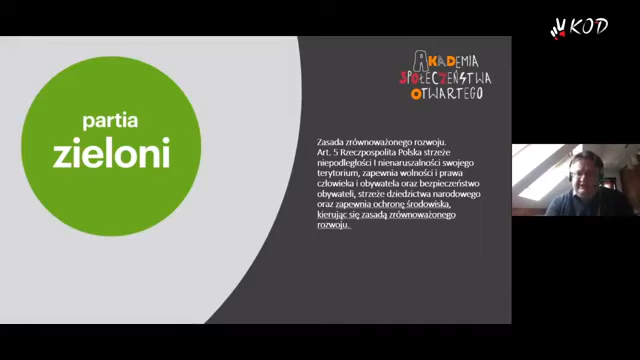 KOD
partia
zieloni
AKADEMIA
SPOŁECZEŃSTWA
OTWARTEGO
Zasada zrównoważonego rozwoju.
Art. 5 Rzeczpospolita Polska strzeże
niepodległości I nienaruszalności swojego
terytorium, zapewnia wolności i prawa
człowieka i obywatela oraz bezpieczeństwo
obywateli, strzeże dziedzictwa narodowego
oraz zapewnia ochronę środowiska,
kierując się zasadą zrównoważonego
rozwoju.